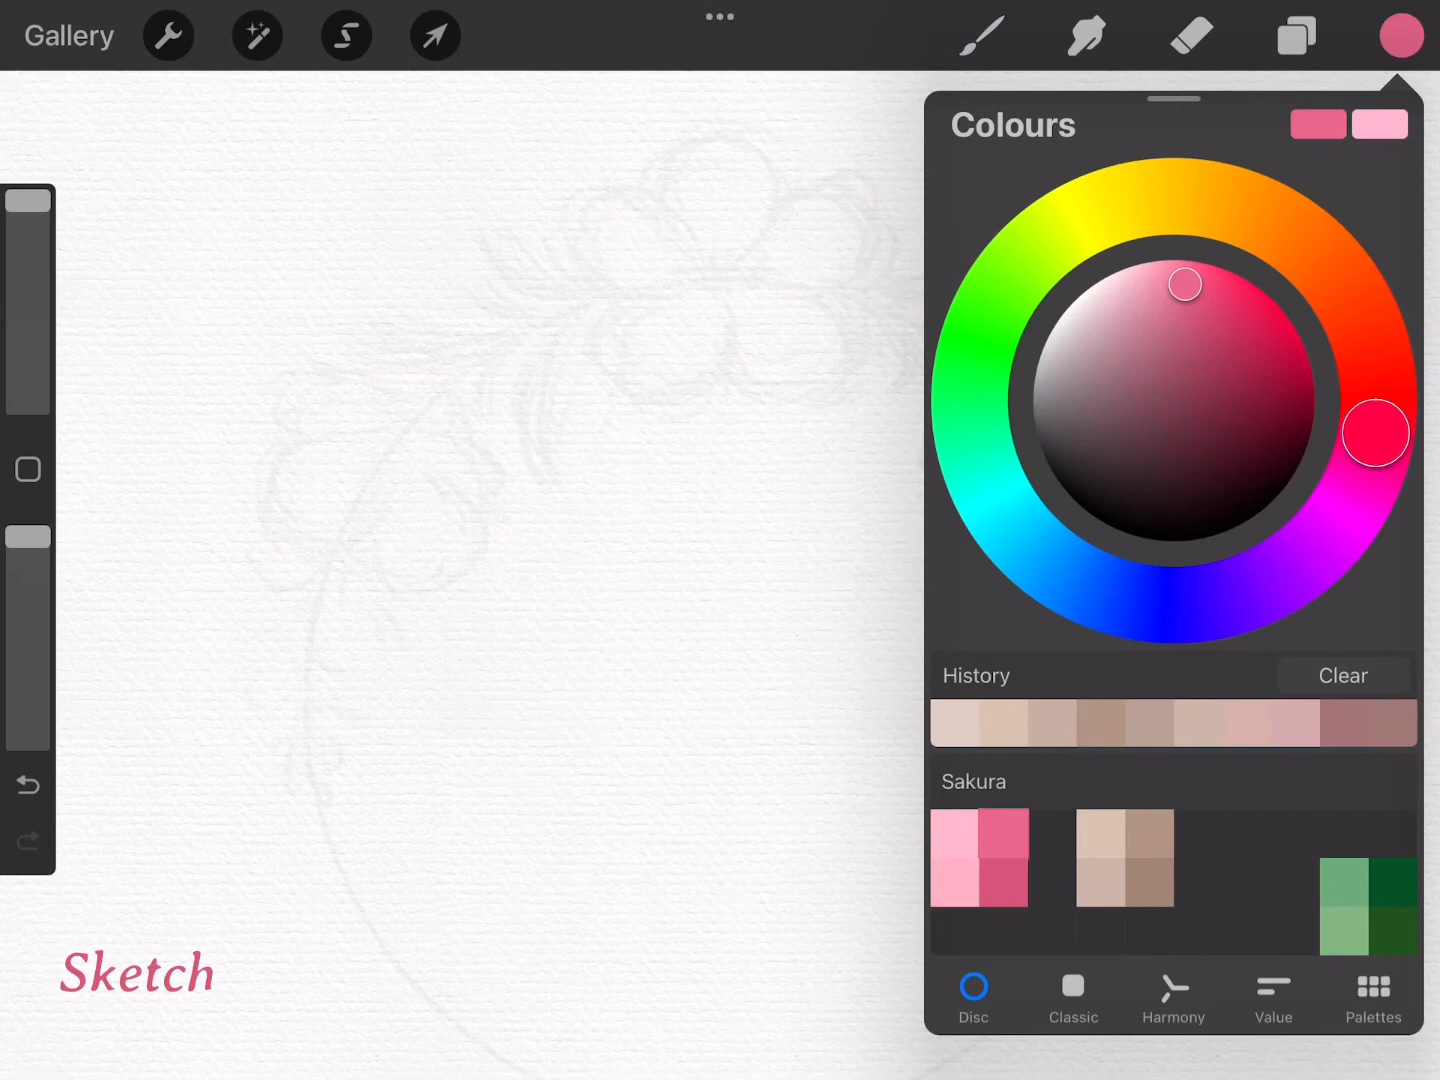 Gallery
Colours
History
Clear
Sakura
Disc
Classic
Harmony
Value
Palettes
Sketch